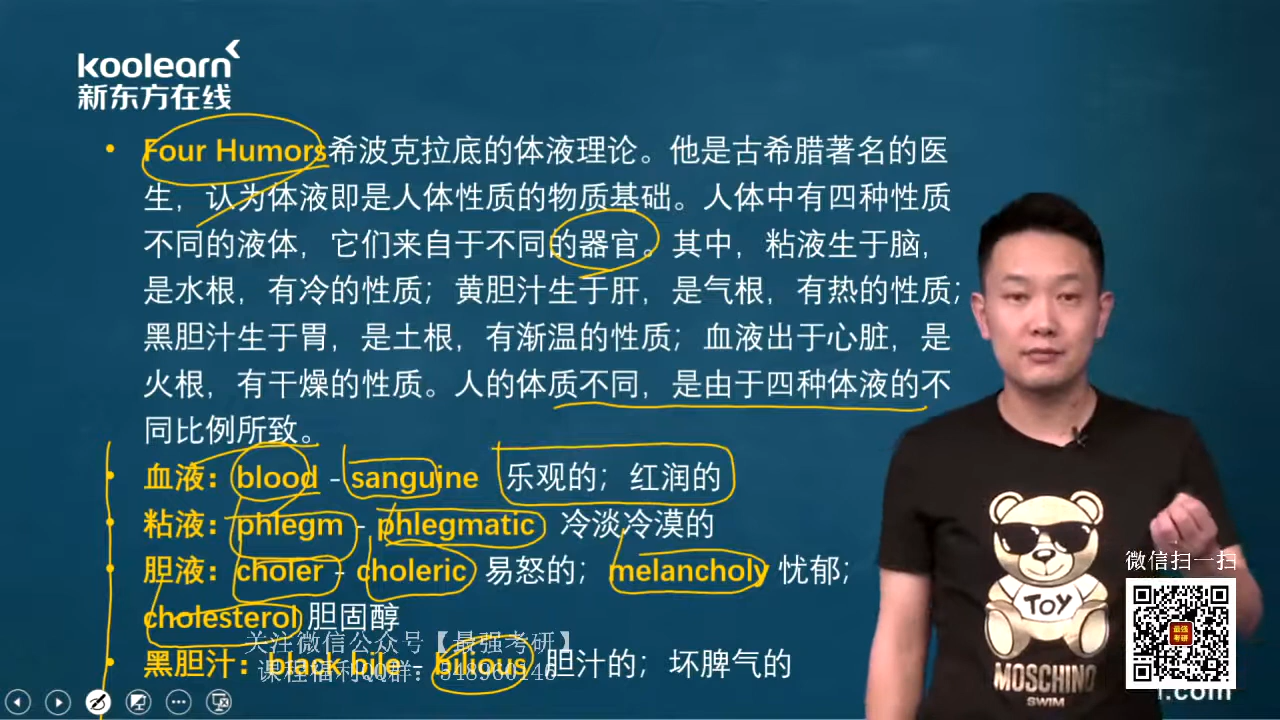 koolearn
新东方在线
Four Humors希波克拉底的体液理论。他是古希腊著名的医
生，认为体液即是人体性质的物质基础。人体中有四种性质
不同的液体，它们来自于不同的器官。其中，粘液生于脑，
是水根，有冷的性质；黄胆汁生于肝，是气根，有热的性质；
黑胆汁生于胃，是土根，有渐温的性质；血液出于心脏，是
火根，有干燥的性质。人的体质不同，是由于四种体液的不
同比例所致。
血液：blood - sanguine 乐观的；红润的
粘液：phlegm - phlegmatic 冷淡冷漠的
胆液：choler - choleric 易怒的；melancholy 忧郁；
cholesterol 胆固醇
关注微信公众号【最强考研】
黑胆汁：black bile - bilious 胆汁的；坏脾气的
课程福利QQ群：
TOY
MOSCHINO
SWIM
微信扫一扫
最强
考研
.com